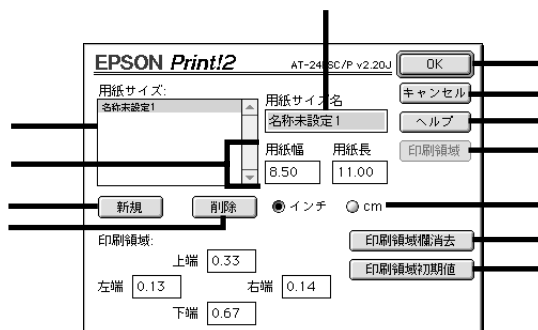 EPSON Print!2
AT-24ESC/P v2.20J
OK
用紙サイズ:
用紙サイズ名
キャンセル
名称未設定1
名称未設定1
ヘルプ
用紙幅
用紙長
印刷領域
8.50
11.00
新規
削除
インチ
cm
印刷領域:
印刷領域欄消去
上端 0.33
印刷領域初期値
左端 0.13
右端 0.14
下端 0.67